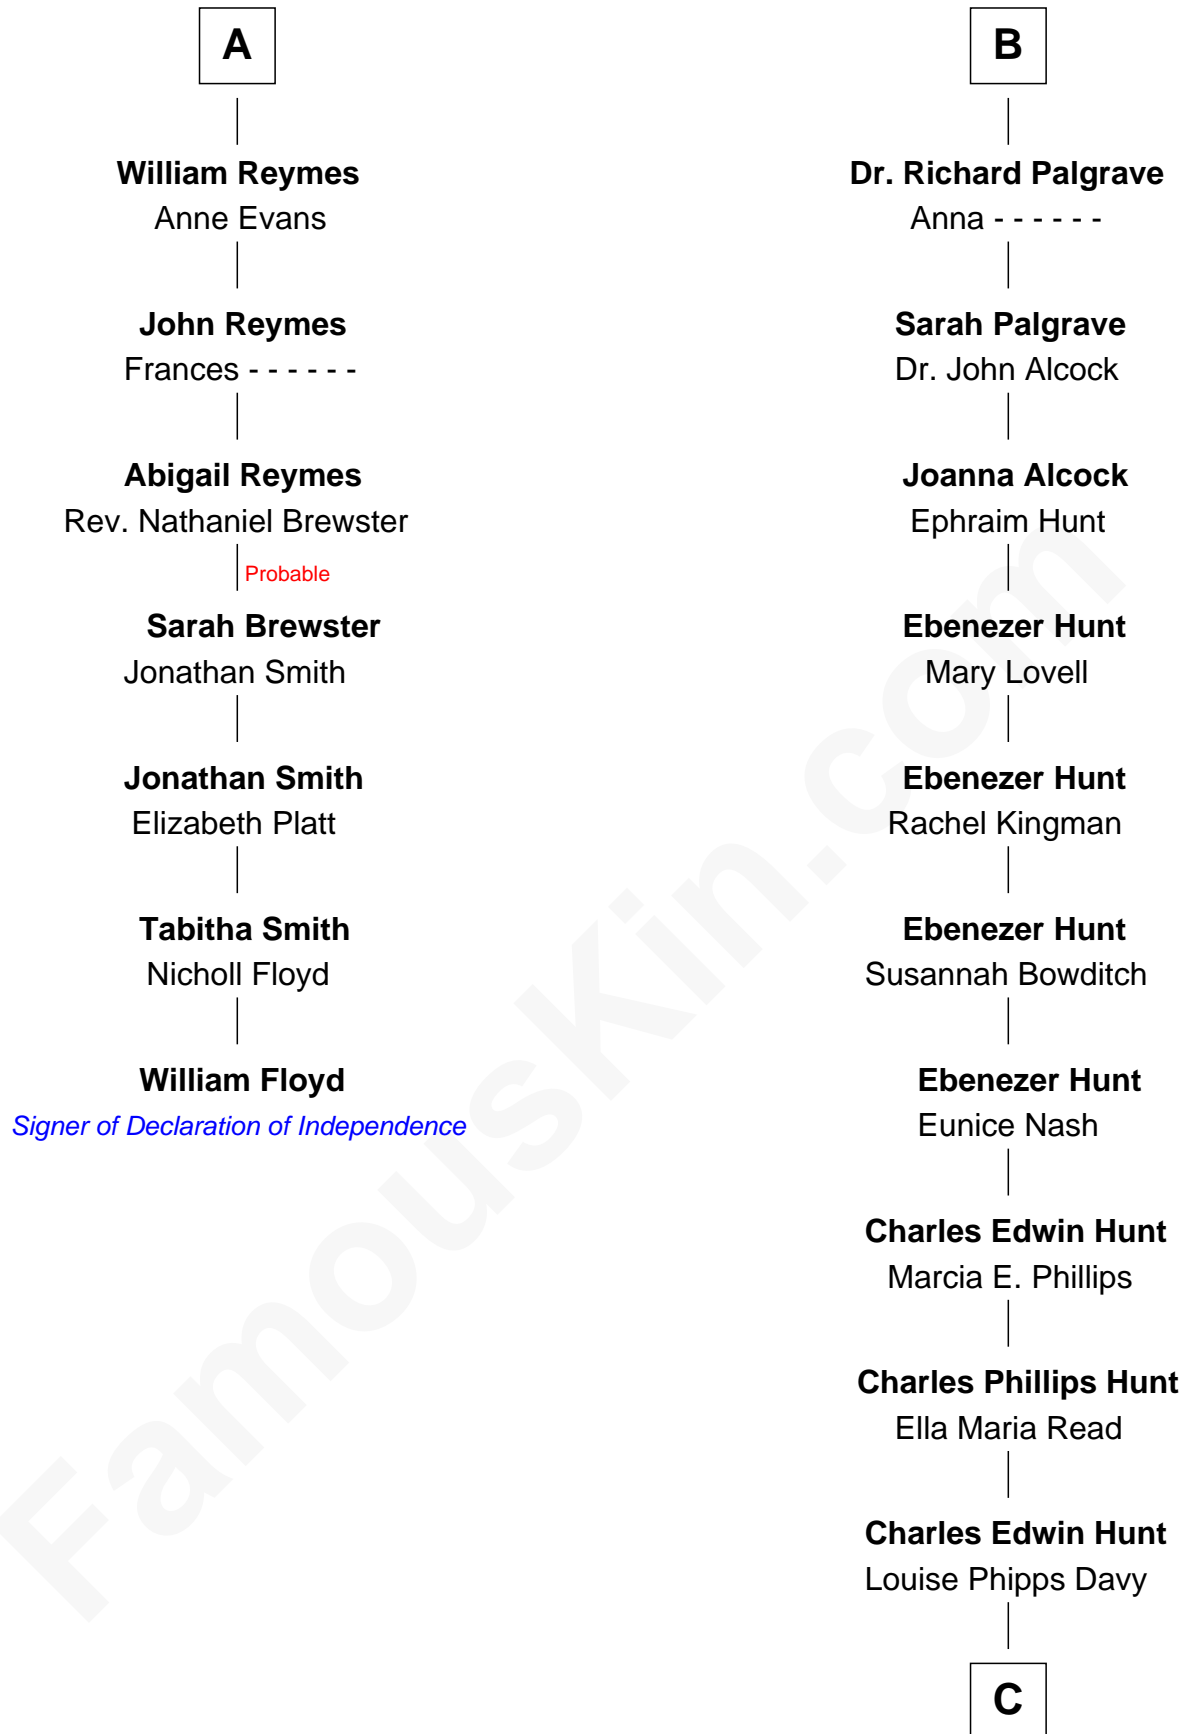 A
William Reymes
Anne Evans
John Reymes
Frances - - - - - -
Abigail Reymes
Rev. Nathaniel Brewster
Probable
Sarah Brewster
Jonathan Smith
Jonathan Smith
Elizabeth Platt
Tabitha Smith
Nicholl Floyd
William Floyd
Signer of Declaration of Independence
B
Dr. Richard Palgrave
Anna - - - - - -
Sarah Palgrave
Dr. John Alcock
Joanna Alcock
Ephraim Hunt
Ebenezer Hunt
Mary Lovell
Ebenezer Hunt
Rachel Kingman
Ebenezer Hunt
Susannah Bowditch
Ebenezer Hunt
Eunice Nash
Charles Edwin Hunt
Marcia E. Phillips
Charles Phillips Hunt
Ella Maria Read
Charles Edwin Hunt
Louise Phipps Davy
C
FamousKin.com